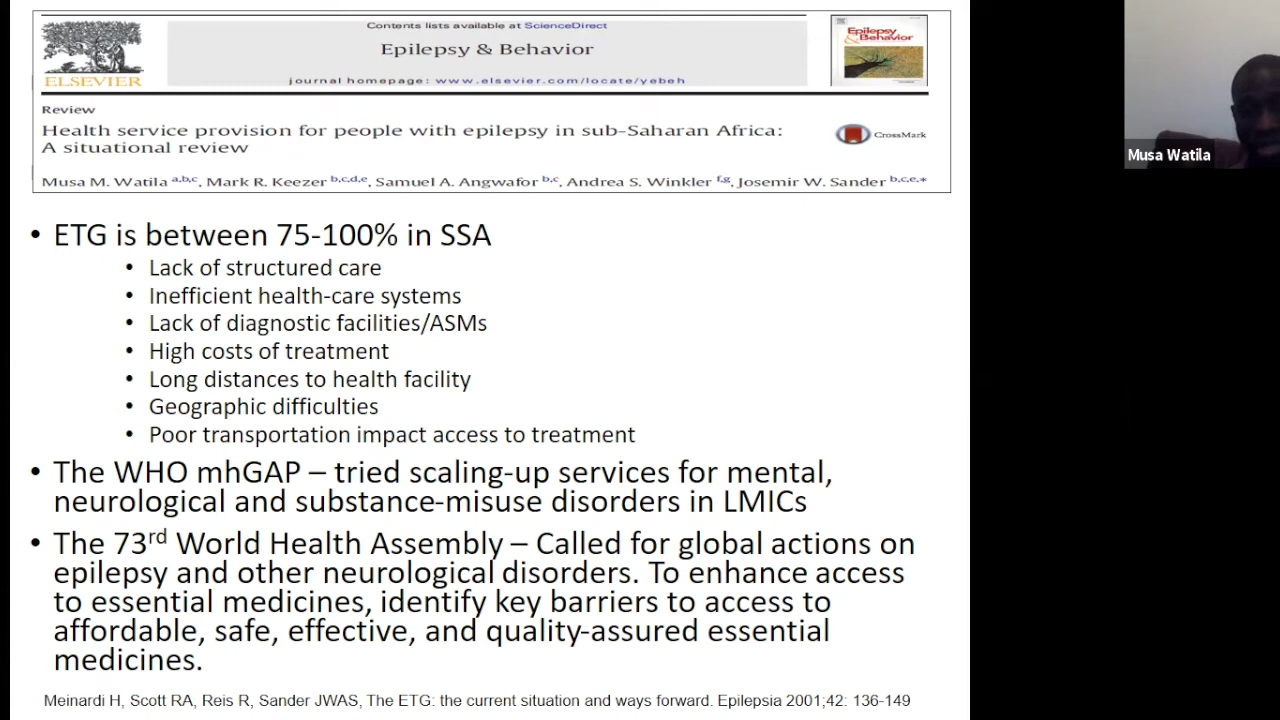 Contents lists available at ScienceDirect
Epilepsy & Behavior
journal homepage: www.elsevier.com/locate/yebeh
ELSEVIER
Epilepsy
& Behavior
Review
Health service provision for people with epilepsy in sub-Saharan Africa:
A situational review
CrossMark
Musa M. Watila a,b,c, Mark R. Keezer b,c,d,e, Samuel A. Angwafor b,c, Andrea S. Winkler f,g, Josemir W. Sander b,c,e,*
Musa Watila
• ETG is between 75-100% in SSA
• Lack of structured care
• Inefficient health-care systems
• Lack of diagnostic facilities/ASMs
• High costs of treatment
• Long distances to health facility
• Geographic difficulties
• Poor transportation impact access to treatment
• The WHO mhGAP – tried scaling-up services for mental,
neurological and substance-misuse disorders in LMICs
• The 73rd World Health Assembly – Called for global actions on
epilepsy and other neurological disorders. To enhance access
to essential medicines, identify key barriers to access to
affordable, safe, effective, and quality-assured essential
medicines.
Meinardi H, Scott RA, Reis R, Sander JWAS, The ETG: the current situation and ways forward. Epilepsia 2001;42: 136-149